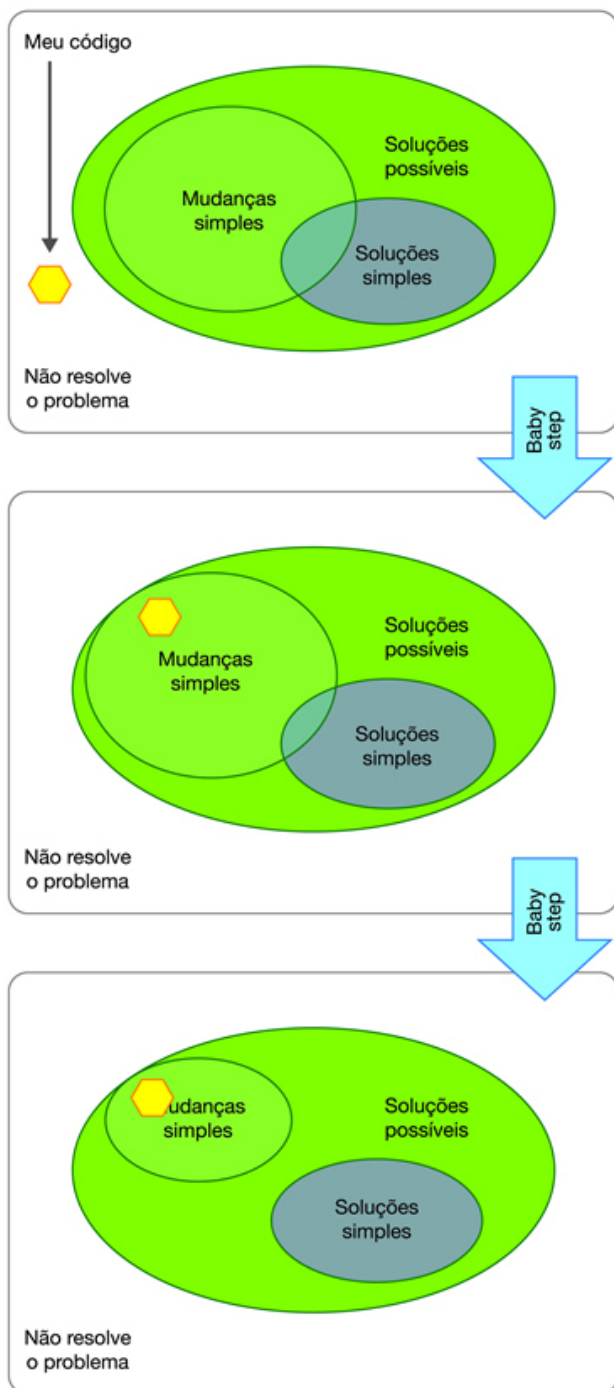 Meu código
Soluções
possíveis
Mudanças
simples
Soluções
simples
Não resolve
o problema
Baby
step
Soluções
possíveis
Mudanças
simples
Soluções
simples
Não resolve
o problema
Baby
step
Soluções
possíveis
udanças
simples
Soluções
simples
Não resolve
o problema